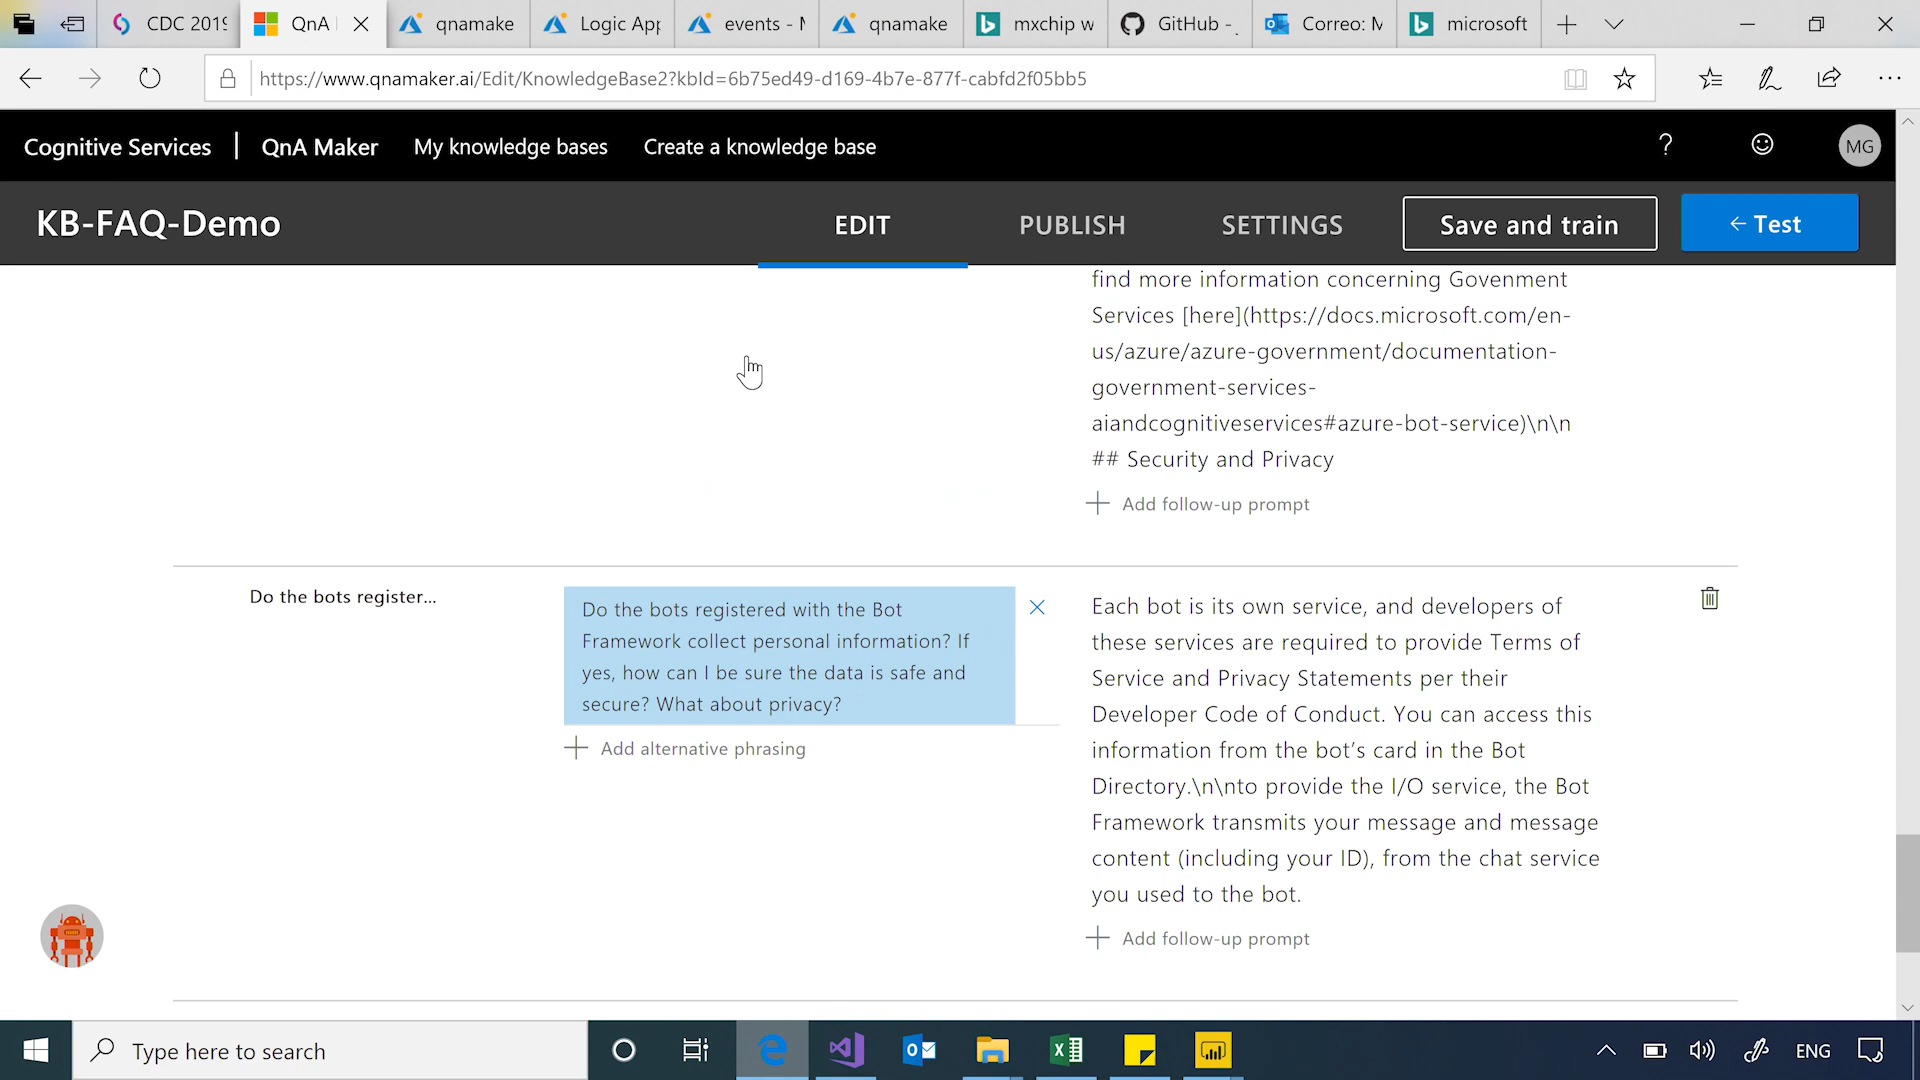 CDC 2019
QnA
qnamake
Logic App
events - M
qnamake
mxchip w
GitHub -
Correo: M
microsoft
https://www.qnamaker.ai/Edit/KnowledgeBase2?kbId=6b75ed49-d169-4b7e-877f-cabfd2f05bb5
Cognitive Services | QnA Maker My knowledge bases Create a knowledge base ? MG
KB-FAQ-Demo EDIT PUBLISH SETTINGS Save and train ← Test
find more information concerning Govenment
Services [here](https://docs.microsoft.com/en-
us/azure/azure-government/documentation-
government-services-
aiandcognitiveservices#azure-bot-service)\n\n
## Security and Privacy
Add follow-up prompt
Do the bots register...
Do the bots registered with the Bot
Framework collect personal information? If
yes, how can I be sure the data is safe and
secure? What about privacy?
Add alternative phrasing
Each bot is its own service, and developers of
these services are required to provide Terms of
Service and Privacy Statements per their
Developer Code of Conduct. You can access this
information from the bot’s card in the Bot
Directory.\n\nto provide the I/O service, the Bot
Framework transmits your message and message
content (including your ID), from the chat service
you used to the bot.
Add follow-up prompt
Type here to search
ENG